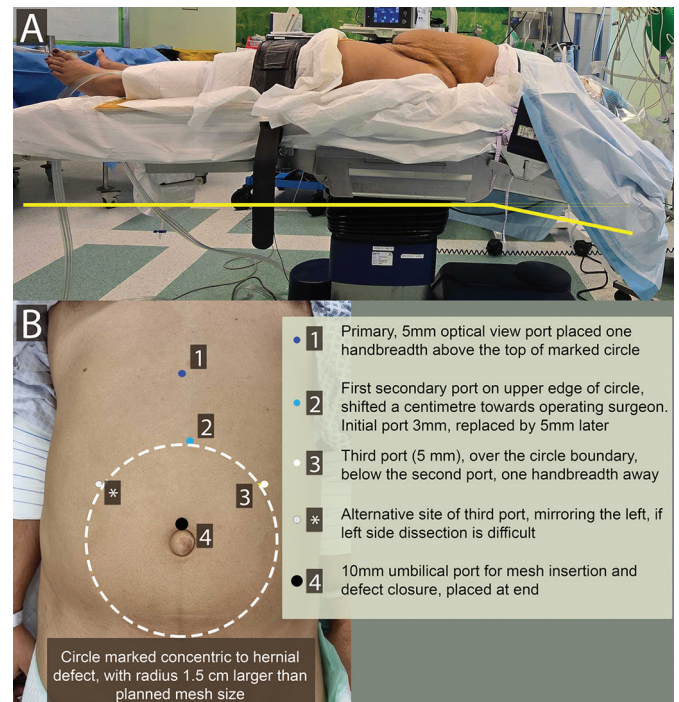 A
B
1
2
*
3
4
1 Primary, 5mm optical view port placed one
handbreadth above the top of marked circle
2 First secondary port on upper edge of circle,
shifted a centimetre towards operating surgeon.
Initial port 3mm, replaced by 5mm later
3 Third port (5 mm), over the circle boundary,
below the second port, one handbreadth away
* Alternative site of third port, mirroring the left, if
left side dissection is difficult
4 10mm umbilical port for mesh insertion and
defect closure, placed at end
Circle marked concentric to hernial
defect, with radius 1.5 cm larger than
planned mesh size